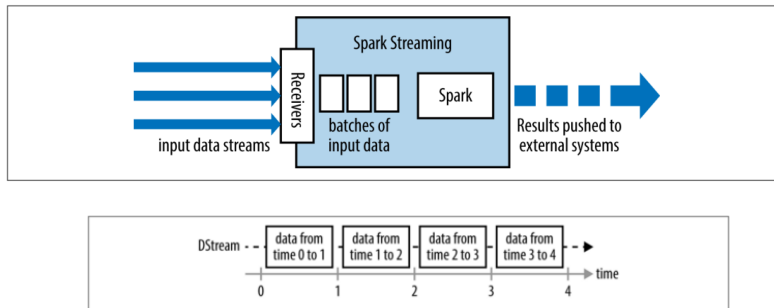 Spark Streaming
Receivers
Spark
batches of
input data
input data streams
Results pushed to
external systems
DStream
data from
time 0 to 1
data from
time 1 to 2
data from
time 2 to 3
data from
time 3 to 4
time
0 1 2 3 4